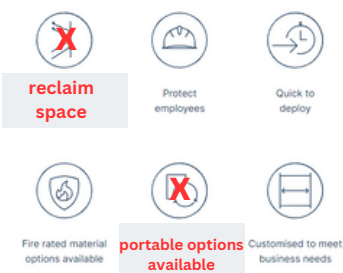 X
reclaim
space
Protect
employees
Quick to
deploy
X
Fire rated material
options available
portable options
available
Customised to meet
business needs